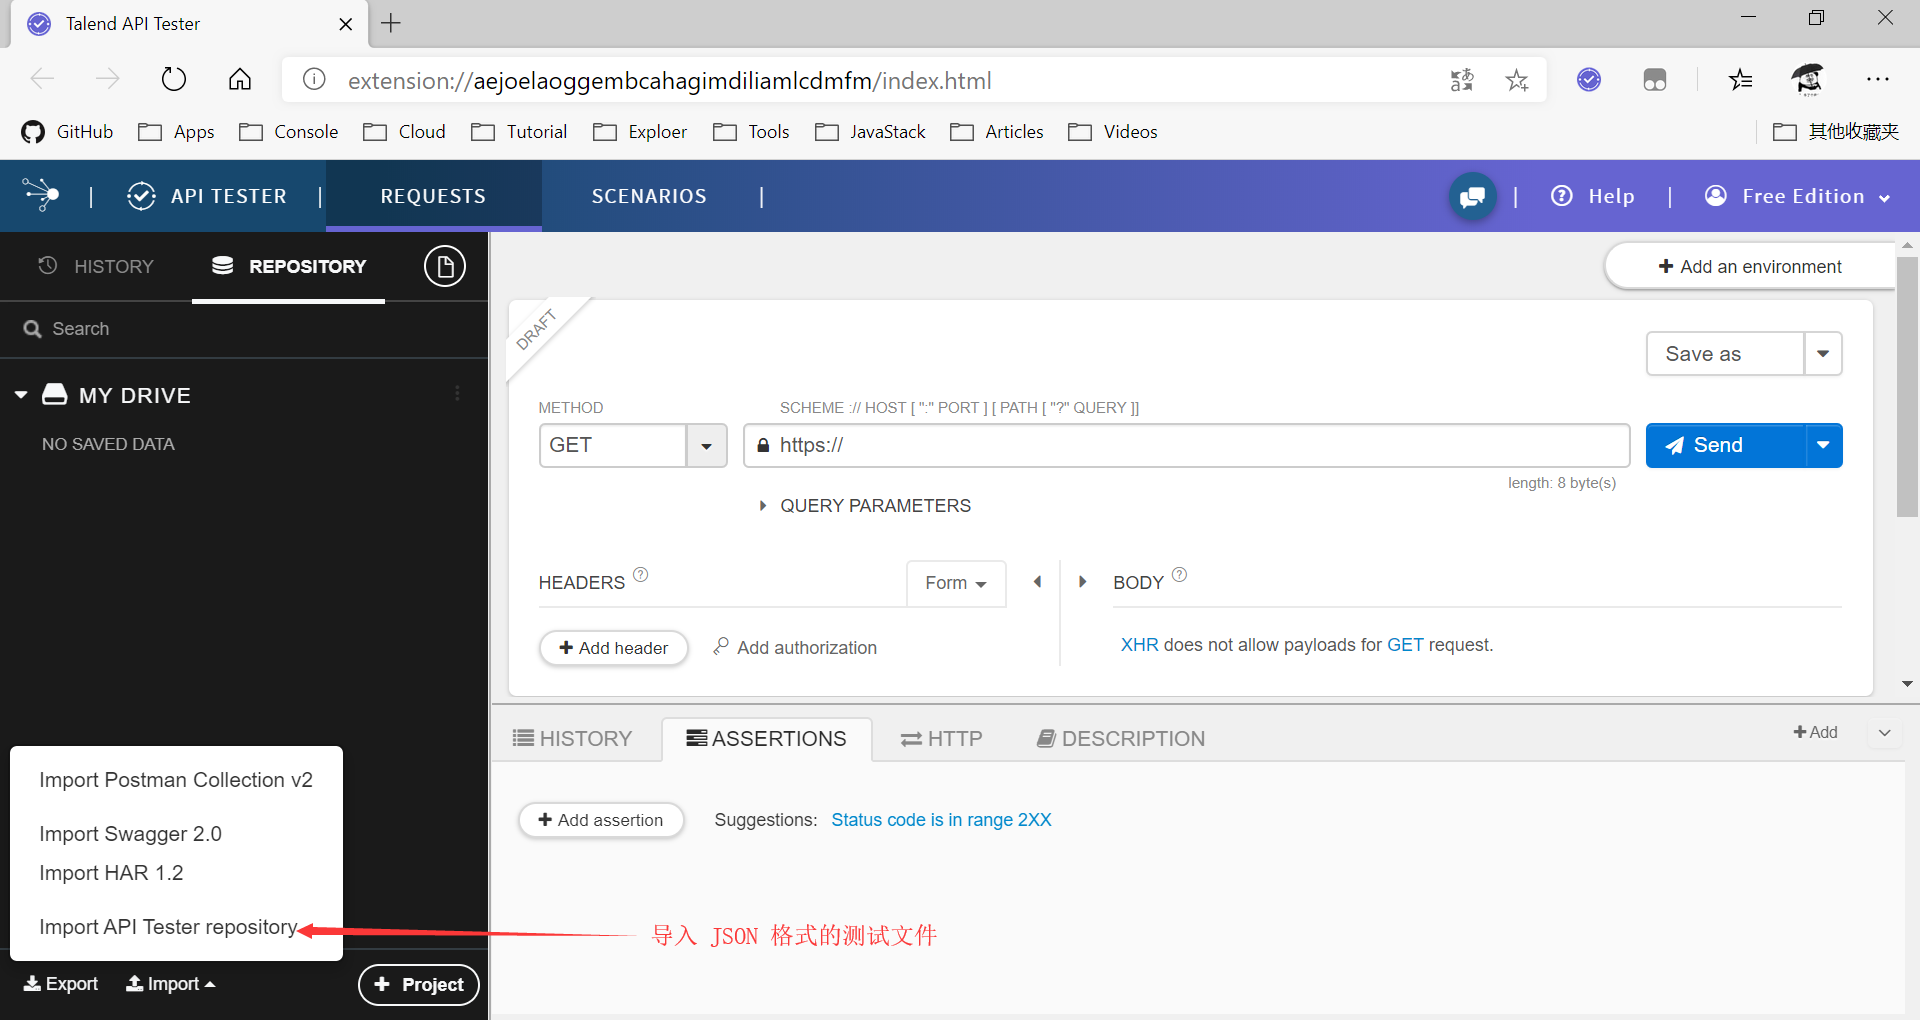 Talend API Tester
extension://aejoelaoggembcahagimdiliamlcdmfm/index.html
GitHub Apps Console Cloud Tutorial Exploer Tools JavaStack Articles Videos 其他收藏夹
API TESTER REQUESTS SCENARIOS Help Free Edition
HISTORY REPOSITORY
Search
MY DRIVE
NO SAVED DATA
Import Postman Collection v2
Import Swagger 2.0
Import HAR 1.2
Import API Tester repository
Export Import + Project
+ Add an environment
DRAFT
Save as
METHOD SCHEME :// HOST [ ":" PORT ] [ PATH [ "?" QUERY ]]
GET https:// Send
length: 8 byte(s)
QUERY PARAMETERS
HEADERS ? Form BODY ?
+ Add header Add authorization XHR does not allow payloads for GET request.
HISTORY ASSERTIONS HTTP DESCRIPTION + Add
+ Add assertion Suggestions: Status code is in range 2XX
导入 JSON 格式的测试文件